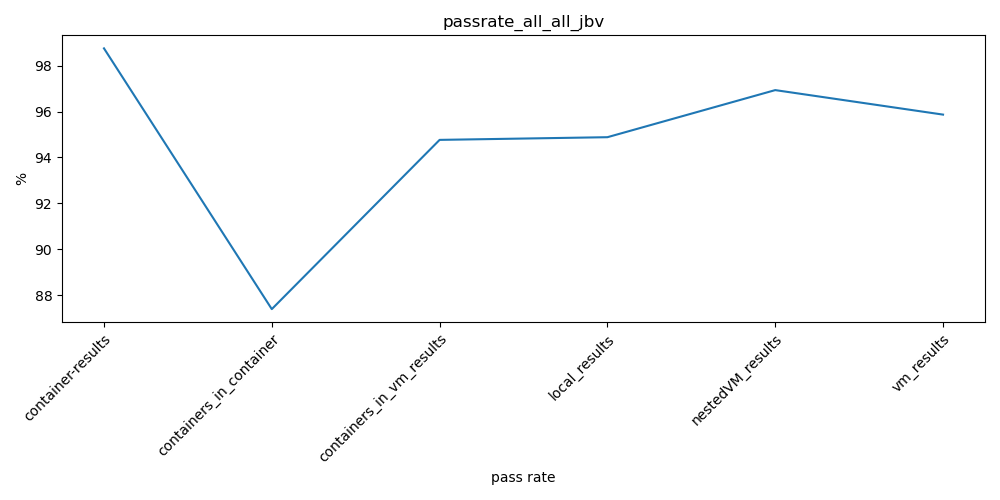 passrate_all_all_jbv
98
96
94
92
90
88
%
container-results
containers_in_container
containers_in_vm_results
local_results
nestedVM_results
vm_results
pass rate